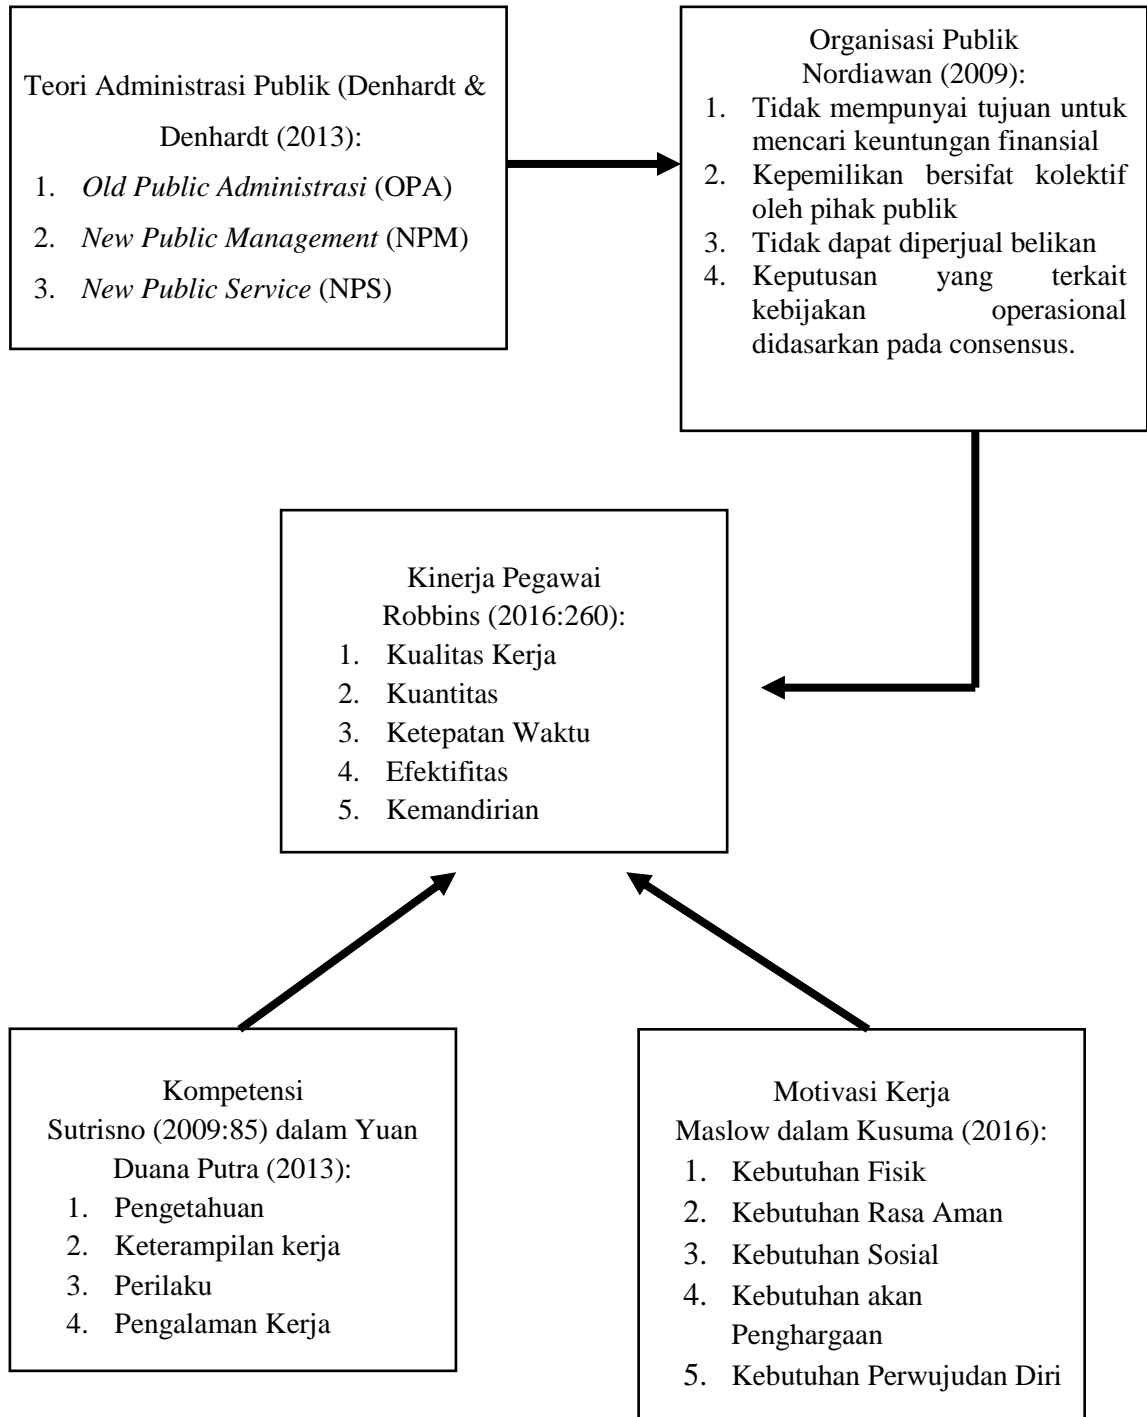 Teori Administrasi Publik (Denhardt &
Denhardt (2013):
1. Old Public Administrasi (OPA)
2. New Public Management (NPM)
3. New Public Service (NPS)
Organisasi Publik
Nordiawan (2009):
1. Tidak mempunyai tujuan untuk
mencari keuntungan finansial
2. Kepemilikan bersifat kolektif
oleh pihak publik
3. Tidak dapat diperjual belikan
4. Keputusan yang terkait
kebijakan operasional
didasarkan pada consensus.
Kinerja Pegawai
Robbins (2016:260):
1. Kualitas Kerja
2. Kuantitas
3. Ketepatan Waktu
4. Efektifitas
5. Kemandirian
Kompetensi
Sutrisno (2009:85) dalam Yuan
Duana Putra (2013):
1. Pengetahuan
2. Keterampilan kerja
3. Perilaku
4. Pengalaman Kerja
Motivasi Kerja
Maslow dalam Kusuma (2016):
1. Kebutuhan Fisik
2. Kebutuhan Rasa Aman
3. Kebutuhan Sosial
4. Kebutuhan akan
Penghargaan
5. Kebutuhan Perwujudan Diri